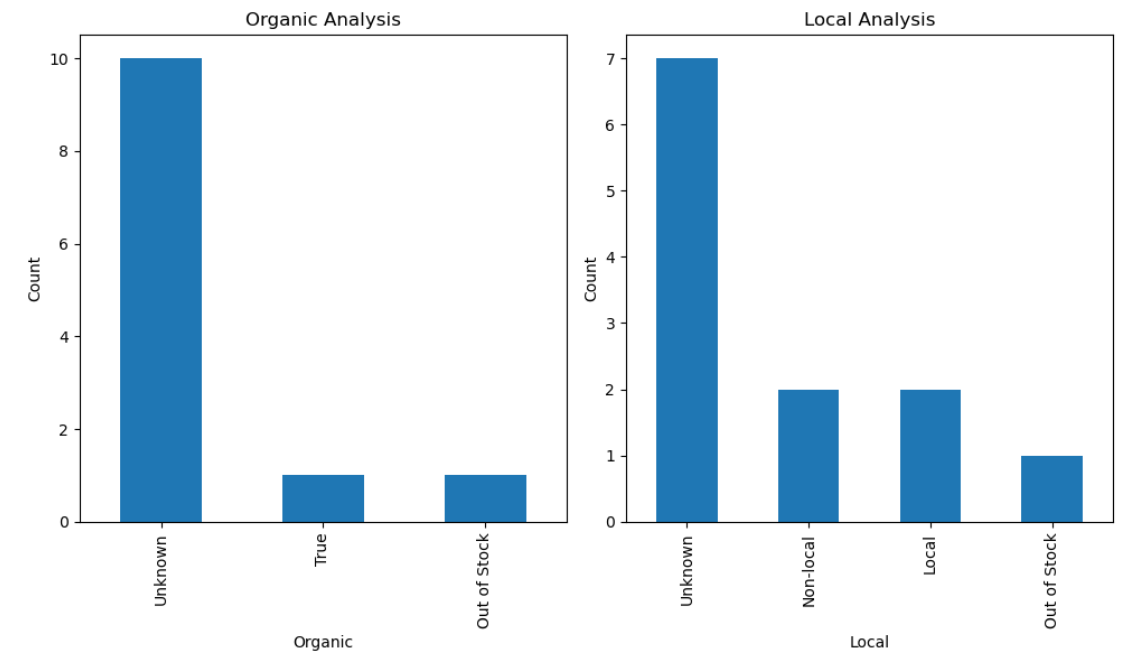 Organic Analysis
10
8
6
4
2
0
Count
Unknown
True
Out of Stock
Organic
Local Analysis
7
6
5
4
3
2
1
0
Count
Unknown
Non-local
Local
Out of Stock
Local